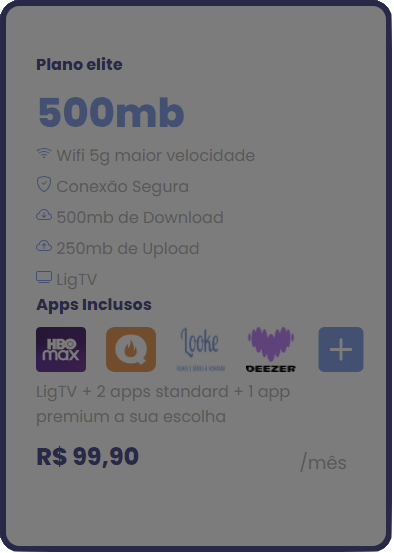 Plano elite
500mb
Wifi 5g maior velocidade
Conexão Segura
500mb de Download
250mb de Upload
LigTV
Apps Inclusos
HBO max Looke DEEZER
LigTV + 2 apps standard + 1 app
premium a sua escolha
R$ 99,90 /mês